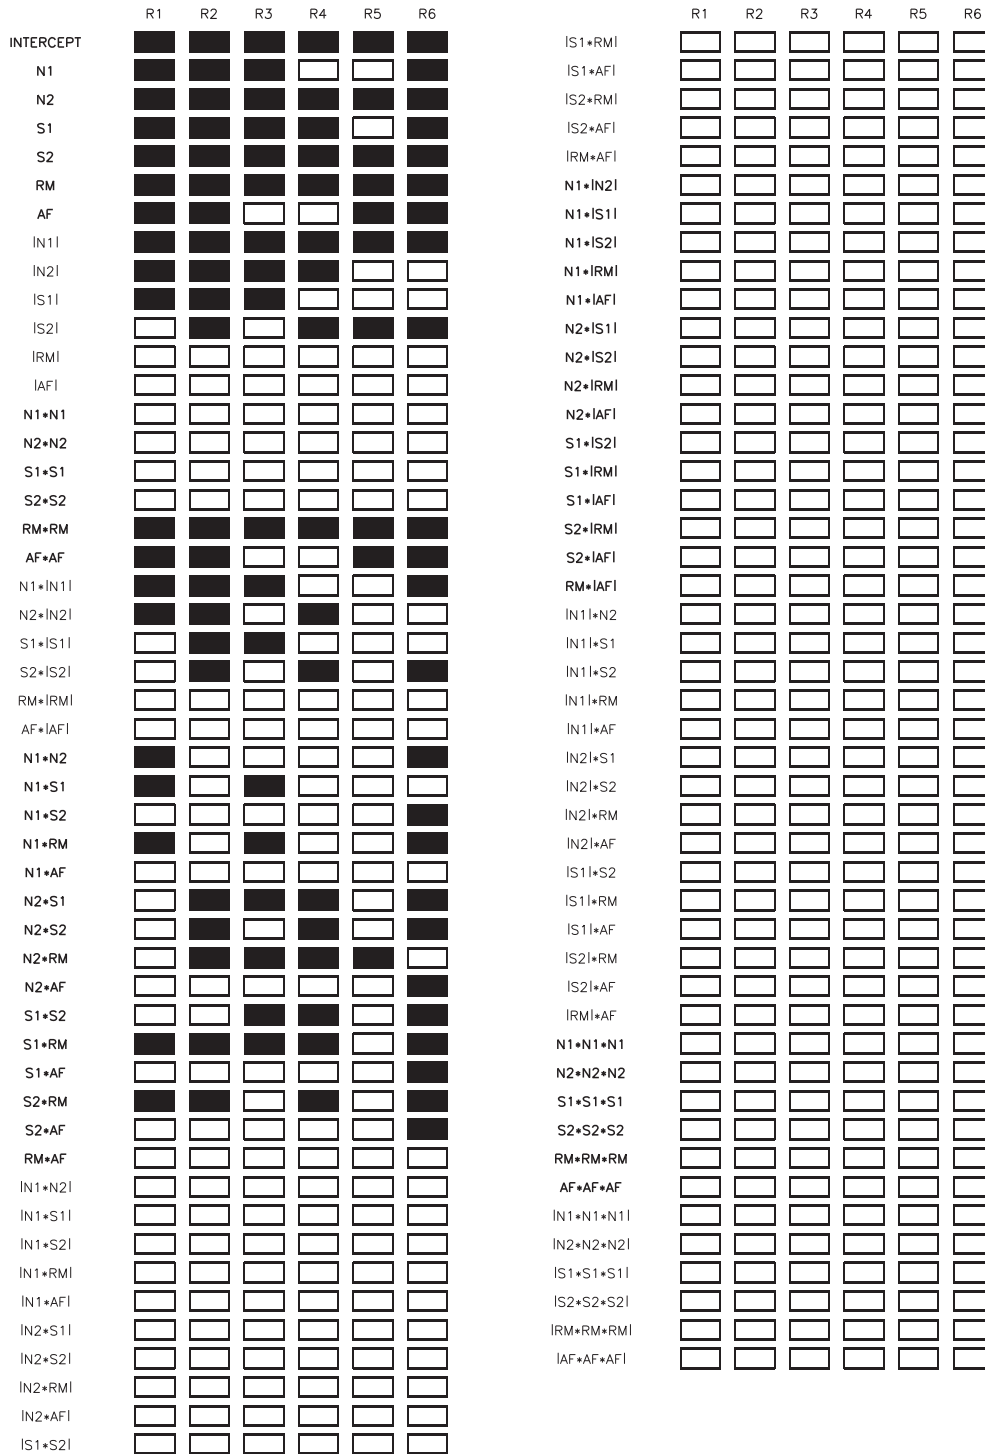 R1 R2 R3 R4 R5 R6
INTERCEPT
N1
N2
S1
S2
RM
AF
|N1|
|N2|
|S1|
|S2|
|RM|
|AF|
N1*N1
N2*N2
S1*S1
S2*S2
RM*RM
AF*AF
N1*|N1|
N2*|N2|
S1*|S1|
S2*|S2|
RM*|RM|
AF*|AF|
N1*N2
N1*S1
N1*S2
N1*RM
N1*AF
N2*S1
N2*S2
N2*RM
N2*AF
S1*S2
S1*RM
S1*AF
S2*RM
S2*AF
RM*AF
|N1*N2|
|N1*S1|
|N1*S2|
|N1*RM|
|N1*AF|
|N2*S1|
|N2*S2|
|N2*RM|
|N2*AF|
|S1*S2|
R1 R2 R3 R4 R5 R6
|S1*RM|
|S1*AF|
|S2*RM|
|S2*AF|
|RM*AF|
N1*|N2|
N1*|S1|
N1*|S2|
N1*|RM|
N1*|AF|
N2*|S1|
N2*|S2|
N2*|RM|
N2*|AF|
S1*|S2|
S1*|RM|
S1*|AF|
S2*|RM|
S2*|AF|
RM*|AF|
|N1|*N2
|N1|*S1
|N1|*S2
|N1|*RM
|N1|*AF
|N2|*S1
|N2|*S2
|N2|*RM
|N2|*AF
|S1|*S2
|S1|*RM
|S1|*AF
|S2|*RM
|S2|*AF
|RM|*AF
N1*N1*N1
N2*N2*N2
S1*S1*S1
S2*S2*S2
RM*RM*RM
AF*AF*AF
|N1*N1*N1|
|N2*N2*N2|
|S1*S1*S1|
|S2*S2*S2|
|RM*RM*RM|
|AF*AF*AF|